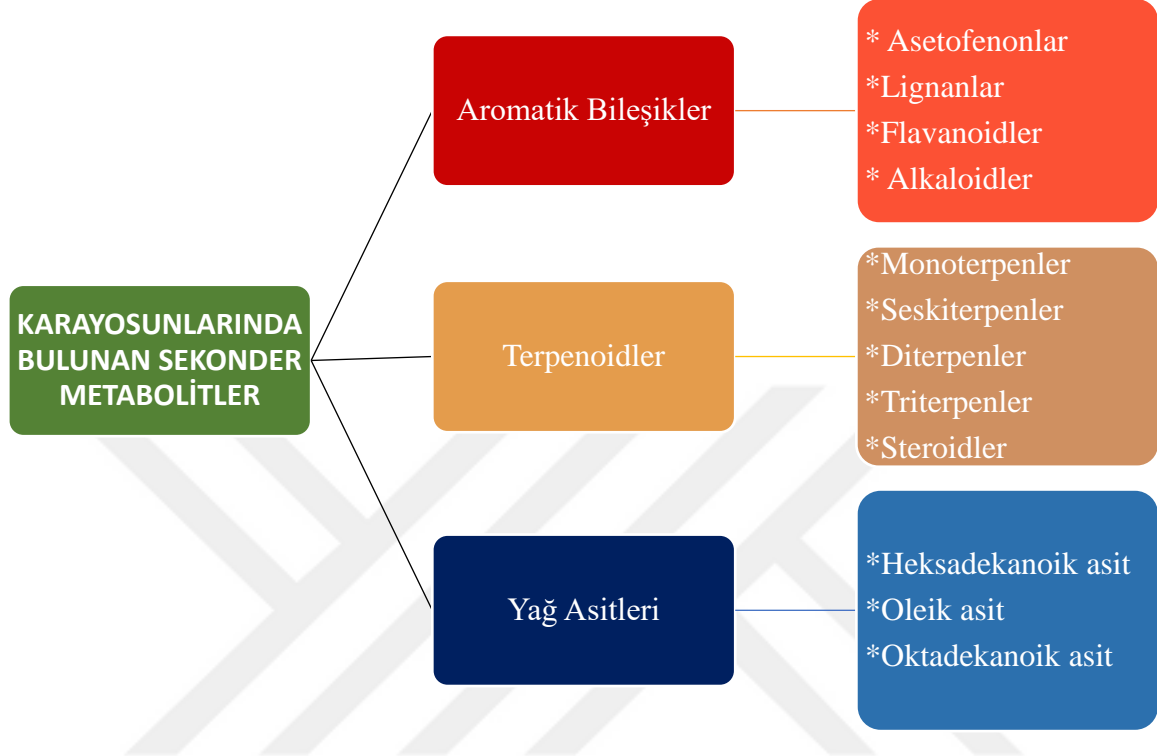 KARAYOSUNLARINDA
BULUNAN SEKONDER
METABOLİTLER
Aromatik Bileşikler
* Asetofenonlar
*Lignanlar
*Flavanoidler
* Alkaloidler
Terpenoidler
*Monoterpenler
*Seskiterpenler
*Diterpenler
*Triterpenler
*Steroidler
Yağ Asitleri
*Heksadekanoik asit
*Oleik asit
*Oktadekanoik asit